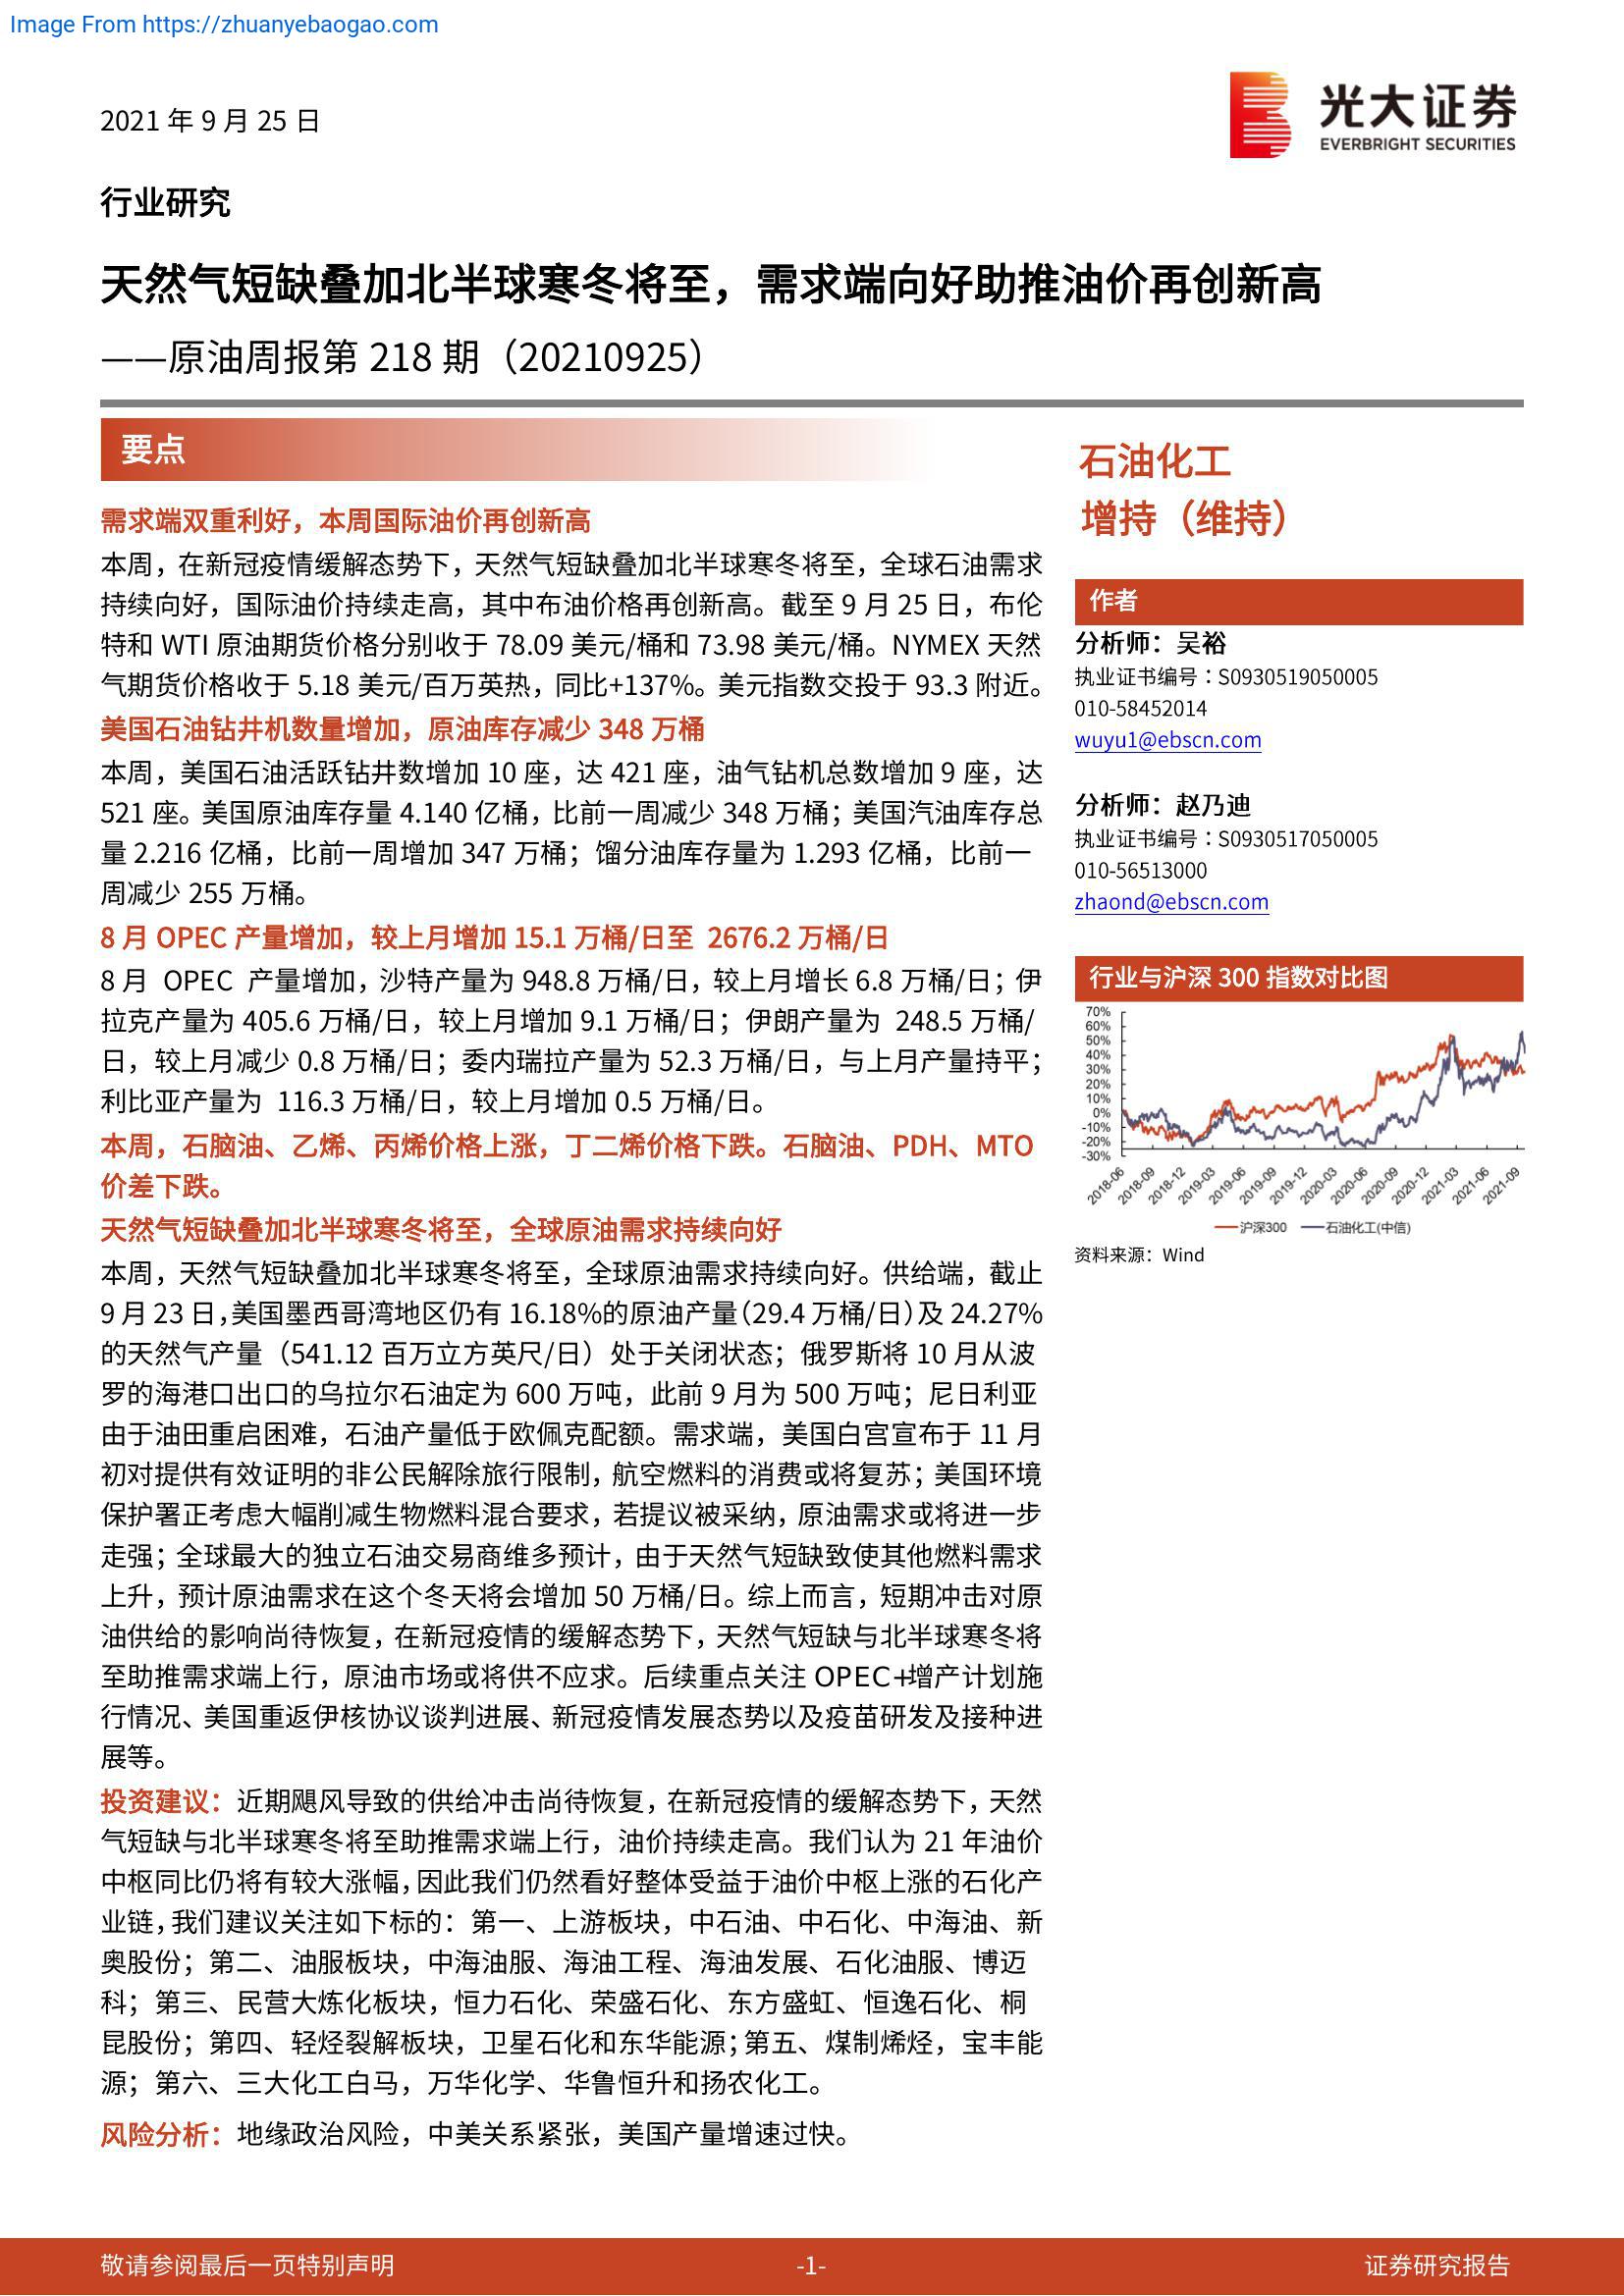 Image From https://zhuanyebaogao.com
2021 年 9 月 25 日
光大证券
EVERBRIGHT SECURITIES
行业研究
天然气短缺叠加北半球寒冬将至，需求端向好助推油价再创新高
——原油周报第 218 期（20210925）
要点
需求端双重利好，本周国际油价再创新高
本周，在新冠疫情缓解态势下，天然气短缺叠加北半球寒冬将至，全球石油需求
持续向好，国际油价持续走高，其中布油价格再创新高。截至 9 月 25 日，布伦
特和 WTI 原油期货价格分别收于 78.09 美元/桶和 73.98 美元/桶。NYMEX 天然
气期货价格收于 5.18 美元/百万英热，同比+137%。美元指数交投于 93.3 附近。
美国石油钻井机数量增加，原油库存减少 348 万桶
本周，美国石油活跃钻井数增加 10 座，达 421 座，油气钻机总数增加 9 座，达
521 座。美国原油库存量 4.140 亿桶，比前一周减少 348 万桶；美国汽油库存总
量 2.216 亿桶，比前一周增加 347 万桶；馏分油库存量为 1.293 亿桶，比前一
周减少 255 万桶。
8 月 OPEC 产量增加，较上月增加 15.1 万桶/日至 2676.2 万桶/日
8 月 OPEC 产量增加，沙特产量为 948.8 万桶/日，较上月增长 6.8 万桶/日；伊
拉克产量为 405.6 万桶/日，较上月增加 9.1 万桶/日；伊朗产量为 248.5 万桶/
日，较上月减少 0.8 万桶/日；委内瑞拉产量为 52.3 万桶/日，与上月产量持平；
利比亚产量为 116.3 万桶/日，较上月增加 0.5 万桶/日。
本周，石脑油、乙烯、丙烯价格上涨，丁二烯价格下跌。石脑油、PDH、MTO
价差下跌。
天然气短缺叠加北半球寒冬将至，全球原油需求持续向好
本周，天然气短缺叠加北半球寒冬将至，全球原油需求持续向好。供给端，截止
9 月 23 日，美国墨西哥湾地区仍有 16.18%的原油产量（29.4 万桶/日）及 24.27%
的天然气产量（541.12 百万立方英尺/日）处于关闭状态；俄罗斯将 10 月从波
罗的海港口出口的乌拉尔石油定为 600 万吨，此前 9 月为 500 万吨；尼日利亚
由于油田重启困难，石油产量低于欧佩克配额。需求端，美国白宫宣布于 11 月
初对提供有效证明的非公民解除旅行限制，航空燃料的消费或将复苏；美国环境
保护署正考虑大幅削减生物燃料混合要求，若提议被采纳，原油需求或将进一步
走强；全球最大的独立石油交易商维多预计，由于天然气短缺致使其他燃料需求
上升，预计原油需求在这个冬天将会增加 50 万桶/日。综上而言，短期冲击对原
油供给的影响尚待恢复，在新冠疫情的缓解态势下，天然气短缺与北半球寒冬将
至助推需求端上行，原油市场或将供不应求。后续重点关注 OPEC+增产计划施
行情况、美国重返伊核协议谈判进展、新冠疫情发展态势以及疫苗研发及接种进
展等。
投资建议：近期飓风导致的供给冲击尚待恢复，在新冠疫情的缓解态势下，天然
气短缺与北半球寒冬将至助推需求端上行，油价持续走高。我们认为 21 年油价
中枢同比仍将有较大涨幅，因此我们仍然看好整体受益于油价中枢上涨的石化产
业链，我们建议关注如下标的：第一、上游板块，中石油、中石化、中海油、新
奥股份；第二、油服板块，中海油服、海油工程、海油发展、石化油服、博迈
科；第三、民营大炼化板块，恒力石化、荣盛石化、东方盛虹、恒逸石化、桐
昆股份；第四、轻烃裂解板块，卫星石化和东华能源；第五、煤制烯烃，宝丰能
源；第六、三大化工白马，万华化学、华鲁恒升和扬农化工。
风险分析：地缘政治风险，中美关系紧张，美国产量增速过快。
石油化工
增持（维持）
作者
分析师：吴裕
执业证书编号：S0930519050005
010-58452014
wuyu1@ebscn.com
分析师：赵乃迪
执业证书编号：S0930517050005
010-56513000
zhaond@ebscn.com
行业与沪深 300 指数对比图
70%
60%
50%
40%
30%
20%
10%
0%
-10%
-20%
-30%
2018-06 2018-09 2018-12 2019-03 2019-06 2019-09 2019-12 2020-03 2020-06 2020-09 2020-12 2021-03 2021-06 2021-09
沪深300 石油化工(中信)
资料来源：Wind
敬请参阅最后一页特别声明 -1- 证券研究报告